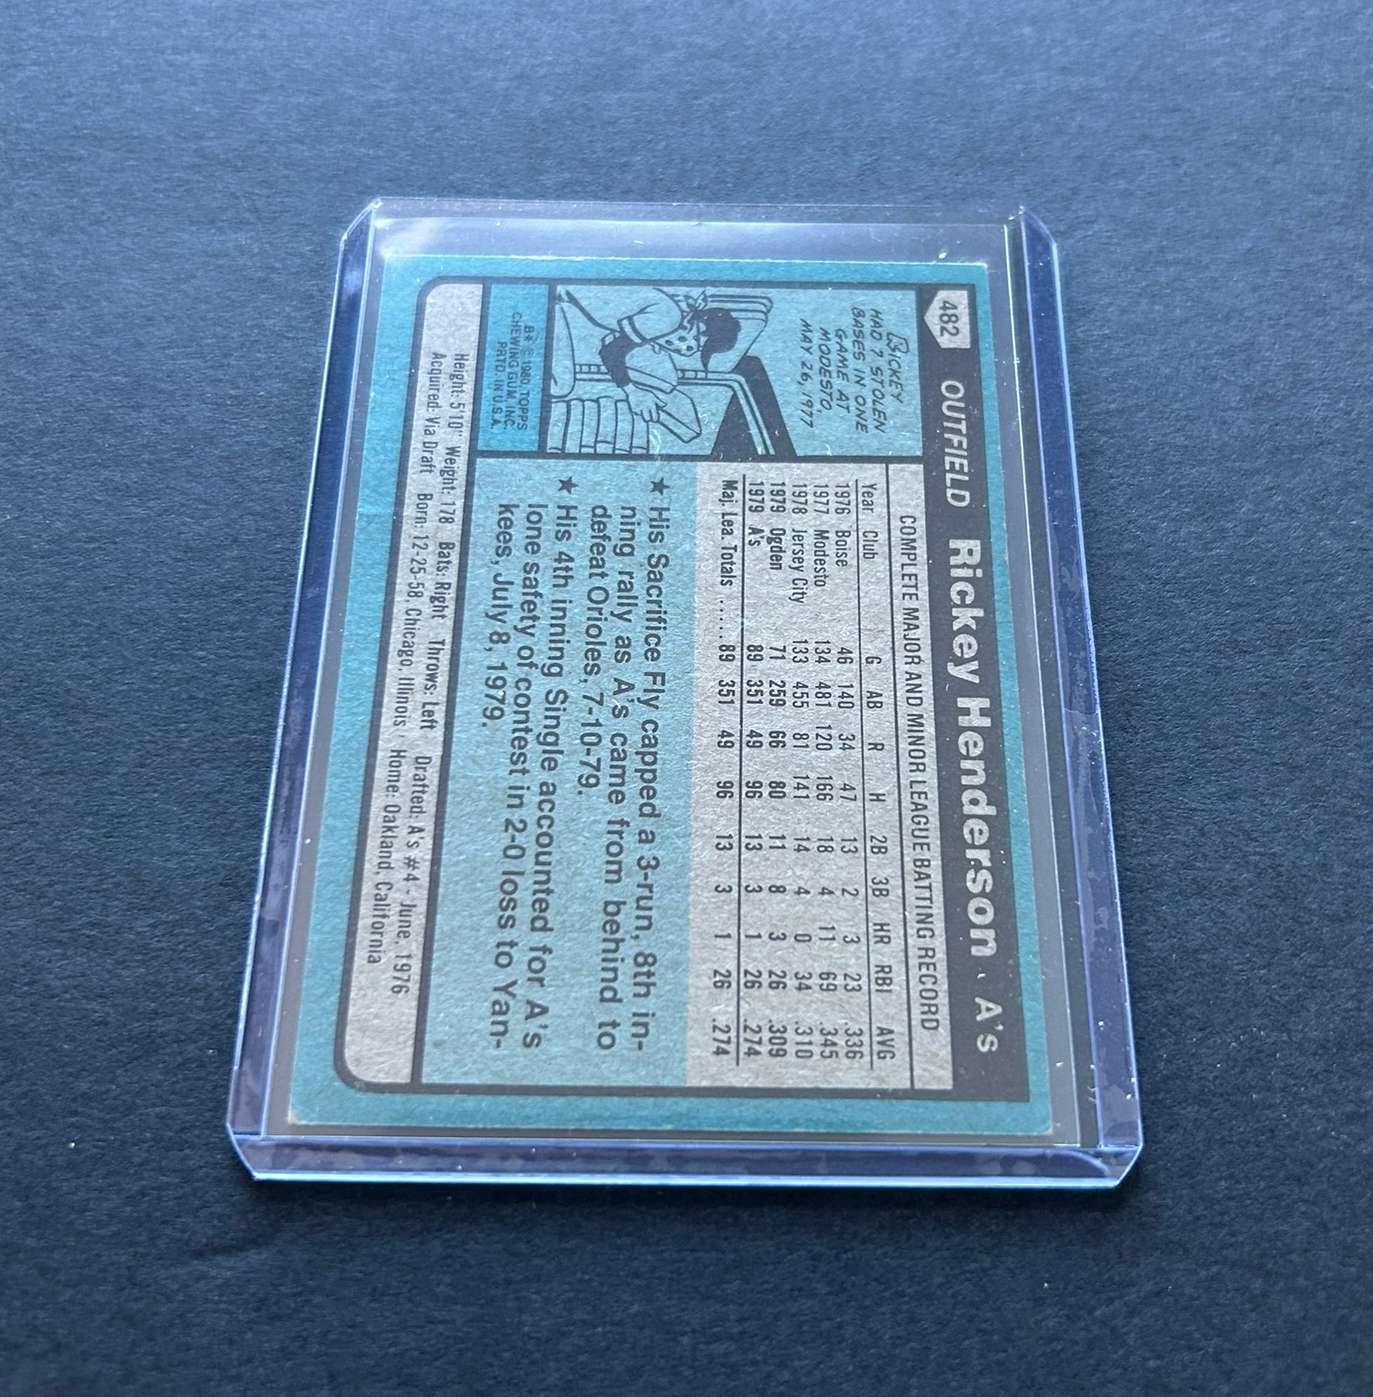 482 OUTFIELD Rickey Henderson · A's
RICKEY
HAD 7 STOLEN
BASES IN ONE
GAME AT
MODESTO,
MAY 26, 1977
B* © 1980 TOPPS
CHEWING GUM, INC.
PRTD. IN U.S.A.
COMPLETE MAJOR AND MINOR LEAGUE BATTING RECORD
Year Club G AB R H 2B 3B HR RBI AVG
1976 Boise 46 140 34 47 13 2 3 23 .336
1977 Modesto 134 481 120 166 18 4 11 69 .345
1978 Jersey City 133 455 81 141 14 4 0 34 .310
1979 Ogden 71 259 66 80 11 8 3 26 .309
1979 A's 89 351 49 96 13 3 1 26 .274
Maj. Lea. Totals ...... 89 351 49 96 13 3 1 26 .274
★ His Sacrifice Fly capped a 3-run, 8th in-
ning rally as A's came from behind to
defeat Orioles, 7-10-79.
★ His 4th inning Single accounted for A's
lone safety of contest in 2-0 loss to Yan-
kees, July 8, 1979.
Height: 5'10" Weight: 178 Bats: Right Throws: Left Drafted: A's #4 - June, 1976
Acquired: Via Draft Born: 12-25-58, Chicago, Illinois Home: Oakland, California